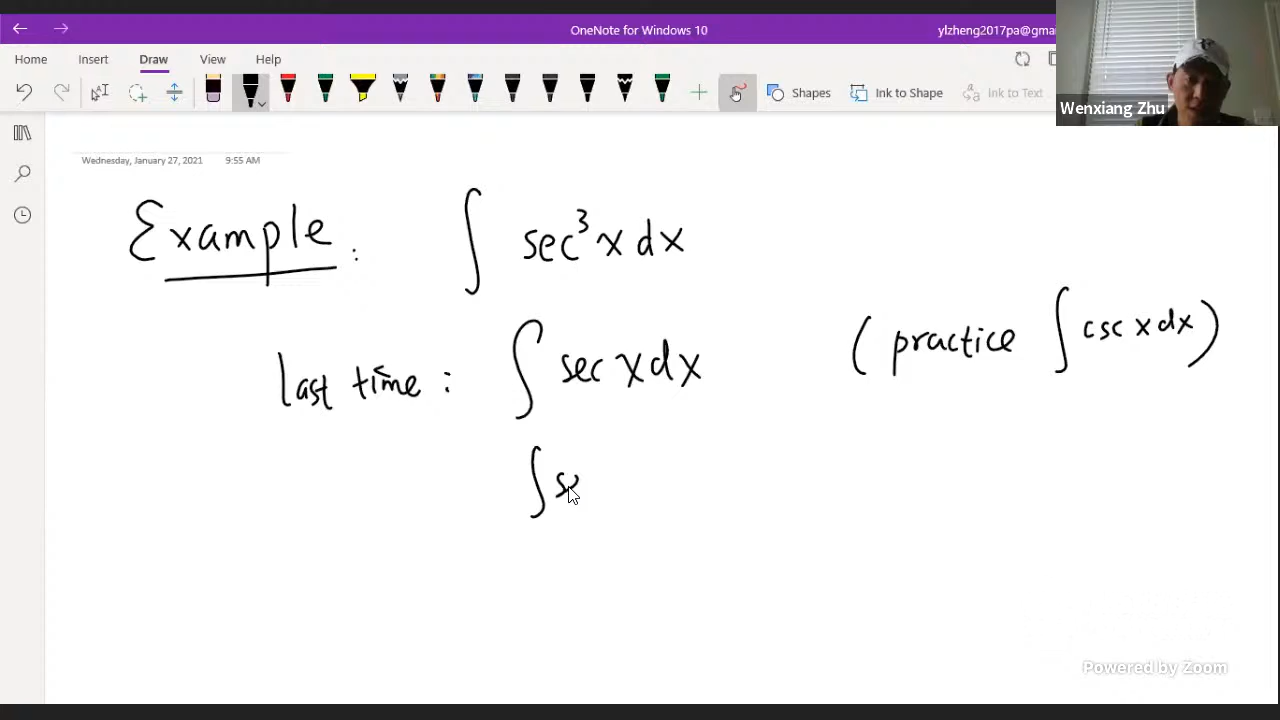 OneNote for Windows 10
ylzheng2017pa@gma
Home Insert Draw View Help
Shapes Ink to Shape Ink to Text
Wenxiang Zhu
Wednesday, January 27, 2021 9:55 AM
Example: ∫ sec³ x dx
last time: ∫ sec x dx (practice ∫ csc x dx)
∫ se
Powered by Zoom